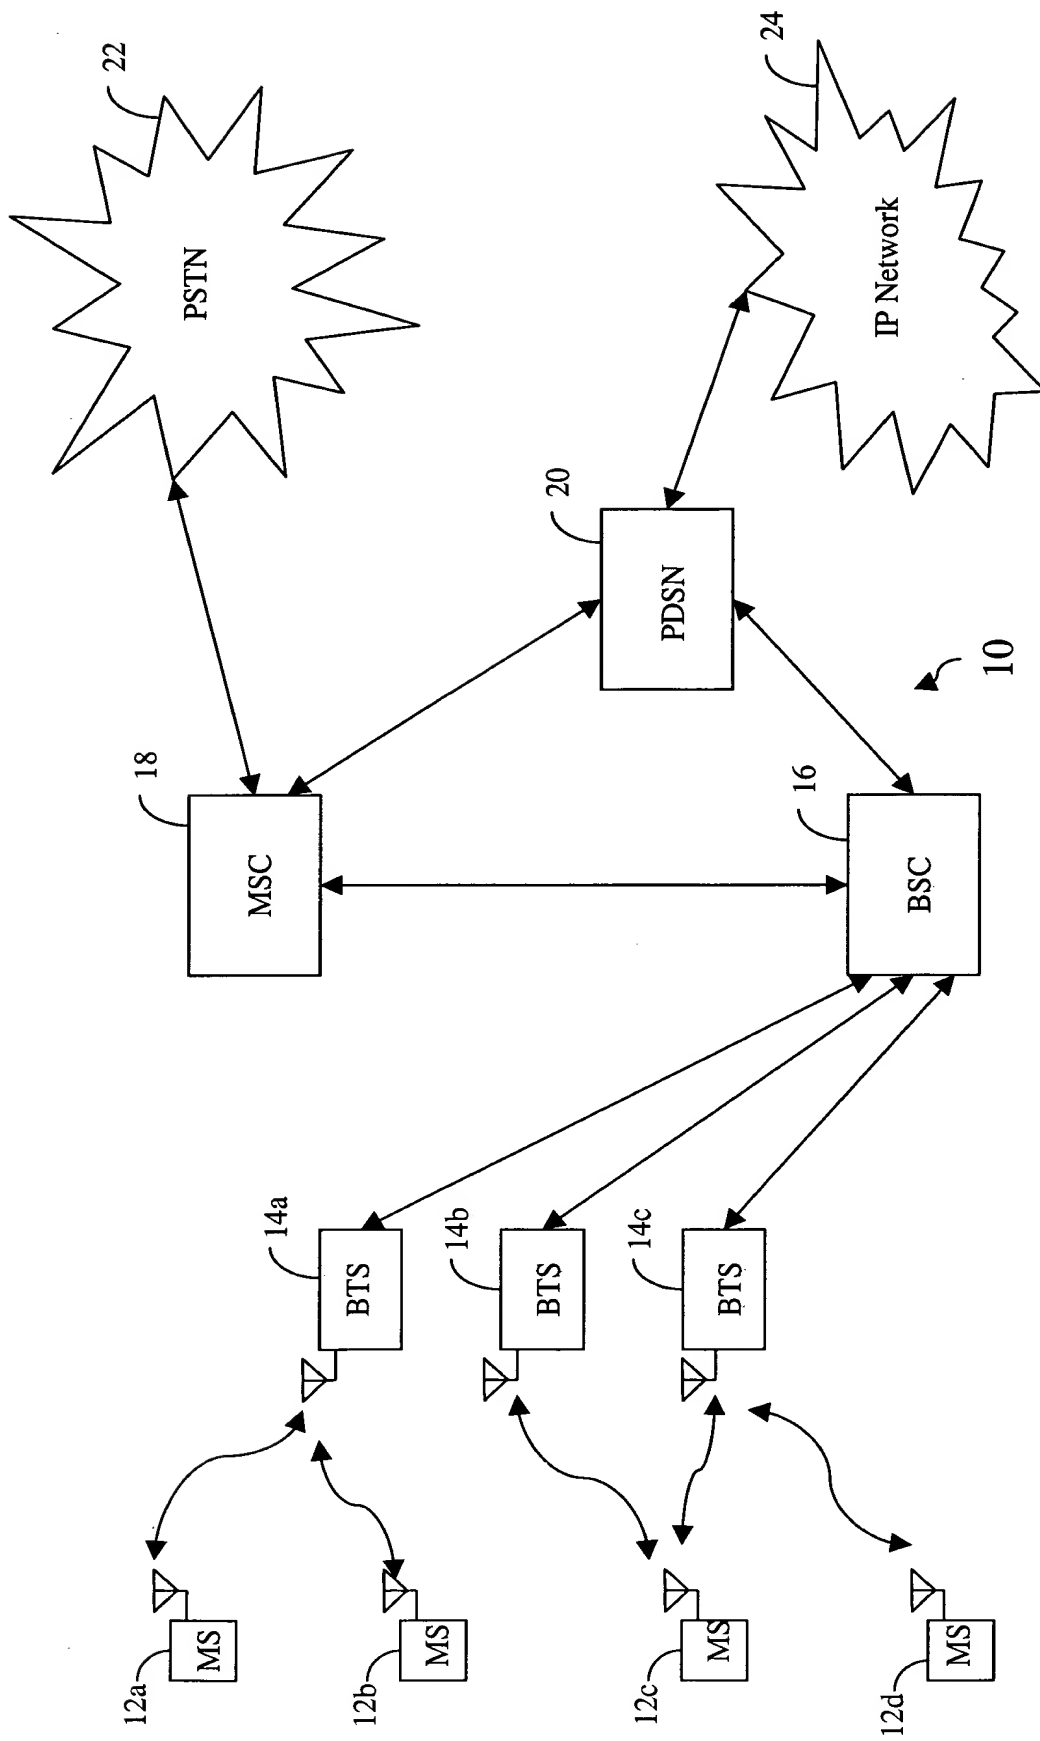 12a
MS
12b
MS
12c
MS
12d
MS
14a
BTS
14b
BTS
14c
BTS
18
MSC
16
BSC
20
PDSN
10
22
PSTN
24
IP Network